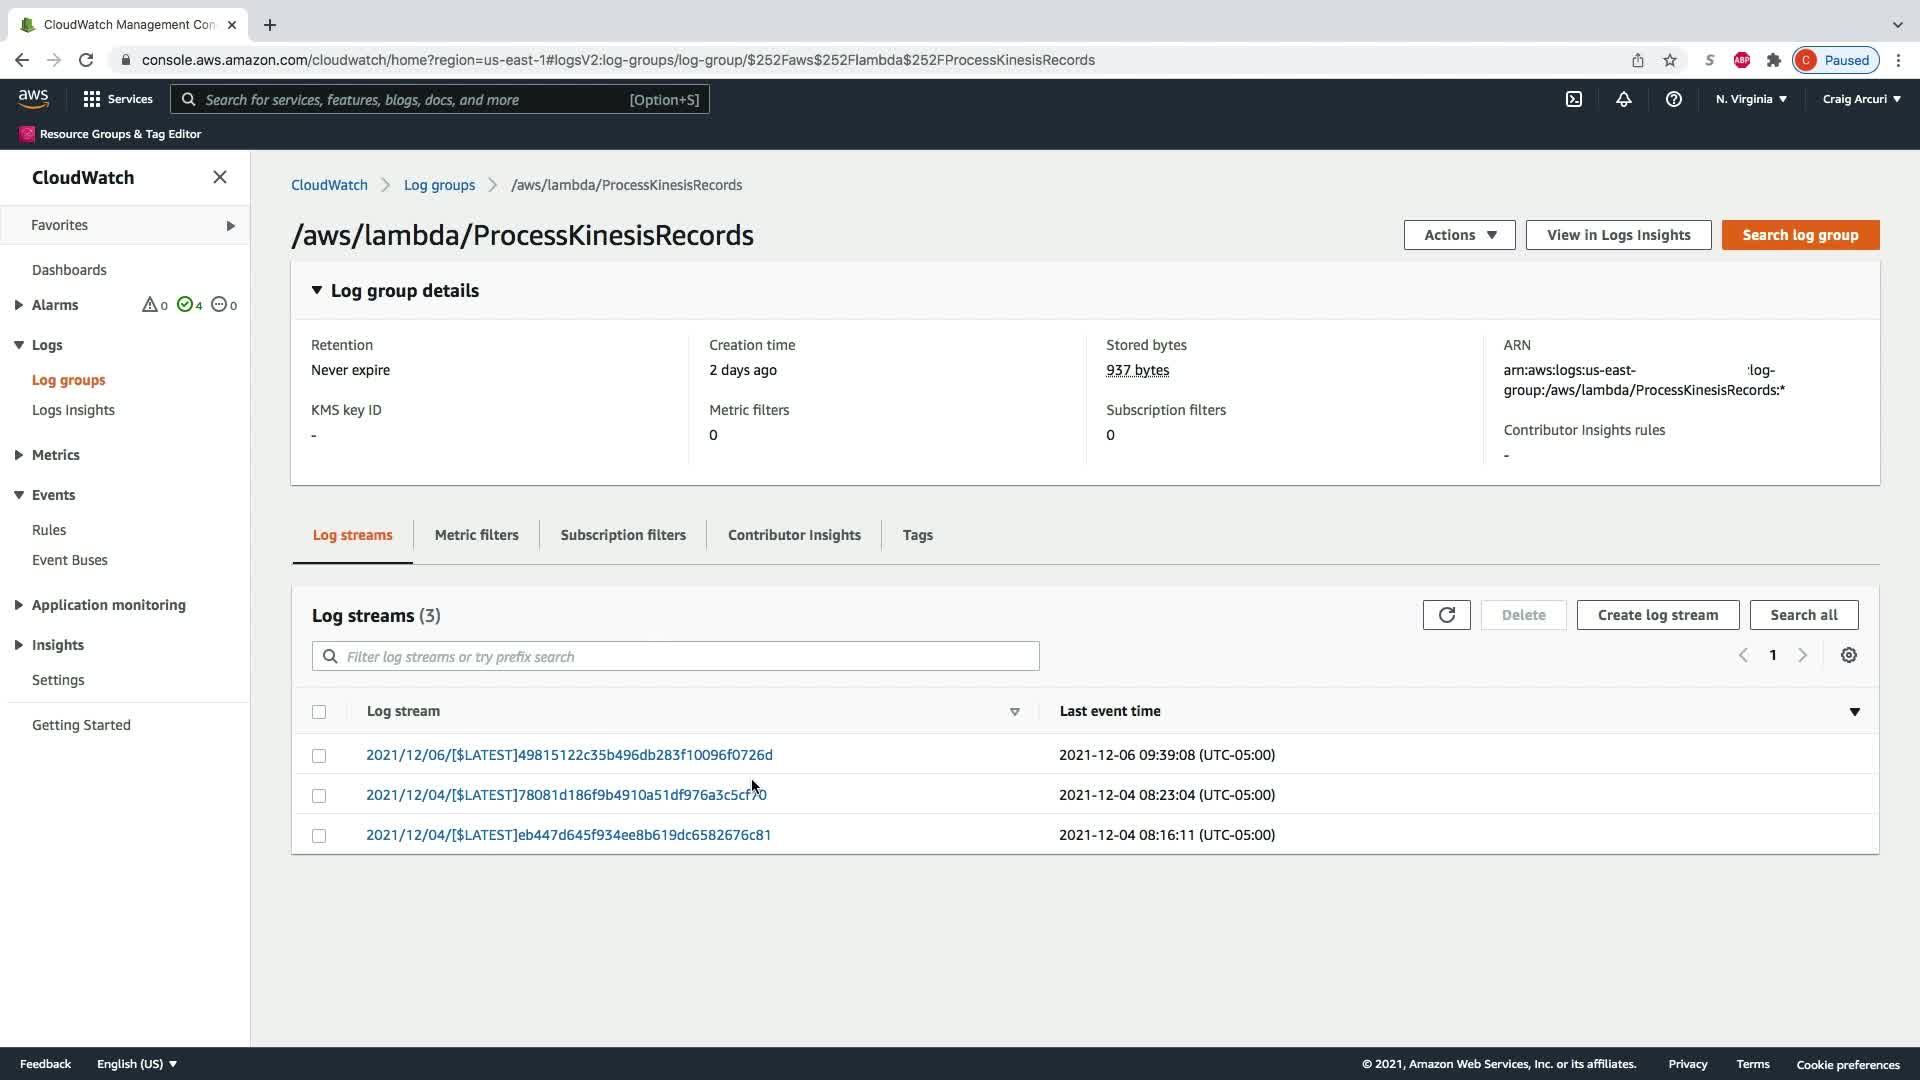 CloudWatch Management Con
console.aws.amazon.com/cloudwatch/home?region=us-east-1#logsV2:log-groups/log-group/$252Faws$252Flambda$252FProcessKinesisRecords
S
ABP
C Paused
aws
Services
Search for services, features, blogs, docs, and more [Option+S]
N. Virginia
Craig Arcuri
Resource Groups & Tag Editor
CloudWatch
Favorites
Dashboards
Alarms 0 4 0
Logs
Log groups
Logs Insights
Metrics
Events
Rules
Event Buses
Application monitoring
Insights
Settings
Getting Started
CloudWatch Log groups /aws/lambda/ProcessKinesisRecords
/aws/lambda/ProcessKinesisRecords
Actions
View in Logs Insights
Search log group
Log group details
Retention
Never expire
KMS key ID
-
Creation time
2 days ago
Metric filters
0
Stored bytes
937 bytes
Subscription filters
0
ARN
arn:aws:logs:us-east- :log-
group:/aws/lambda/ProcessKinesisRecords:*
Contributor Insights rules
-
Log streams
Metric filters
Subscription filters
Contributor Insights
Tags
Log streams (3)
Delete
Create log stream
Search all
Filter log streams or try prefix search
1
Log stream Last event time
2021/12/06/[$LATEST]49815122c35b496db283f10096f0726d 2021-12-06 09:39:08 (UTC-05:00)
2021/12/04/[$LATEST]78081d186f9b4910a51df976a3c5cf70 2021-12-04 08:23:04 (UTC-05:00)
2021/12/04/[$LATEST]eb447d645f934ee8b619dc6582676c81 2021-12-04 08:16:11 (UTC-05:00)
Feedback
English (US)
© 2021, Amazon Web Services, Inc. or its affiliates.
Privacy
Terms
Cookie preferences